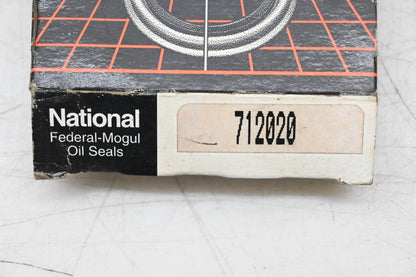 National
Federal-Mogul
Oil Seals
712020